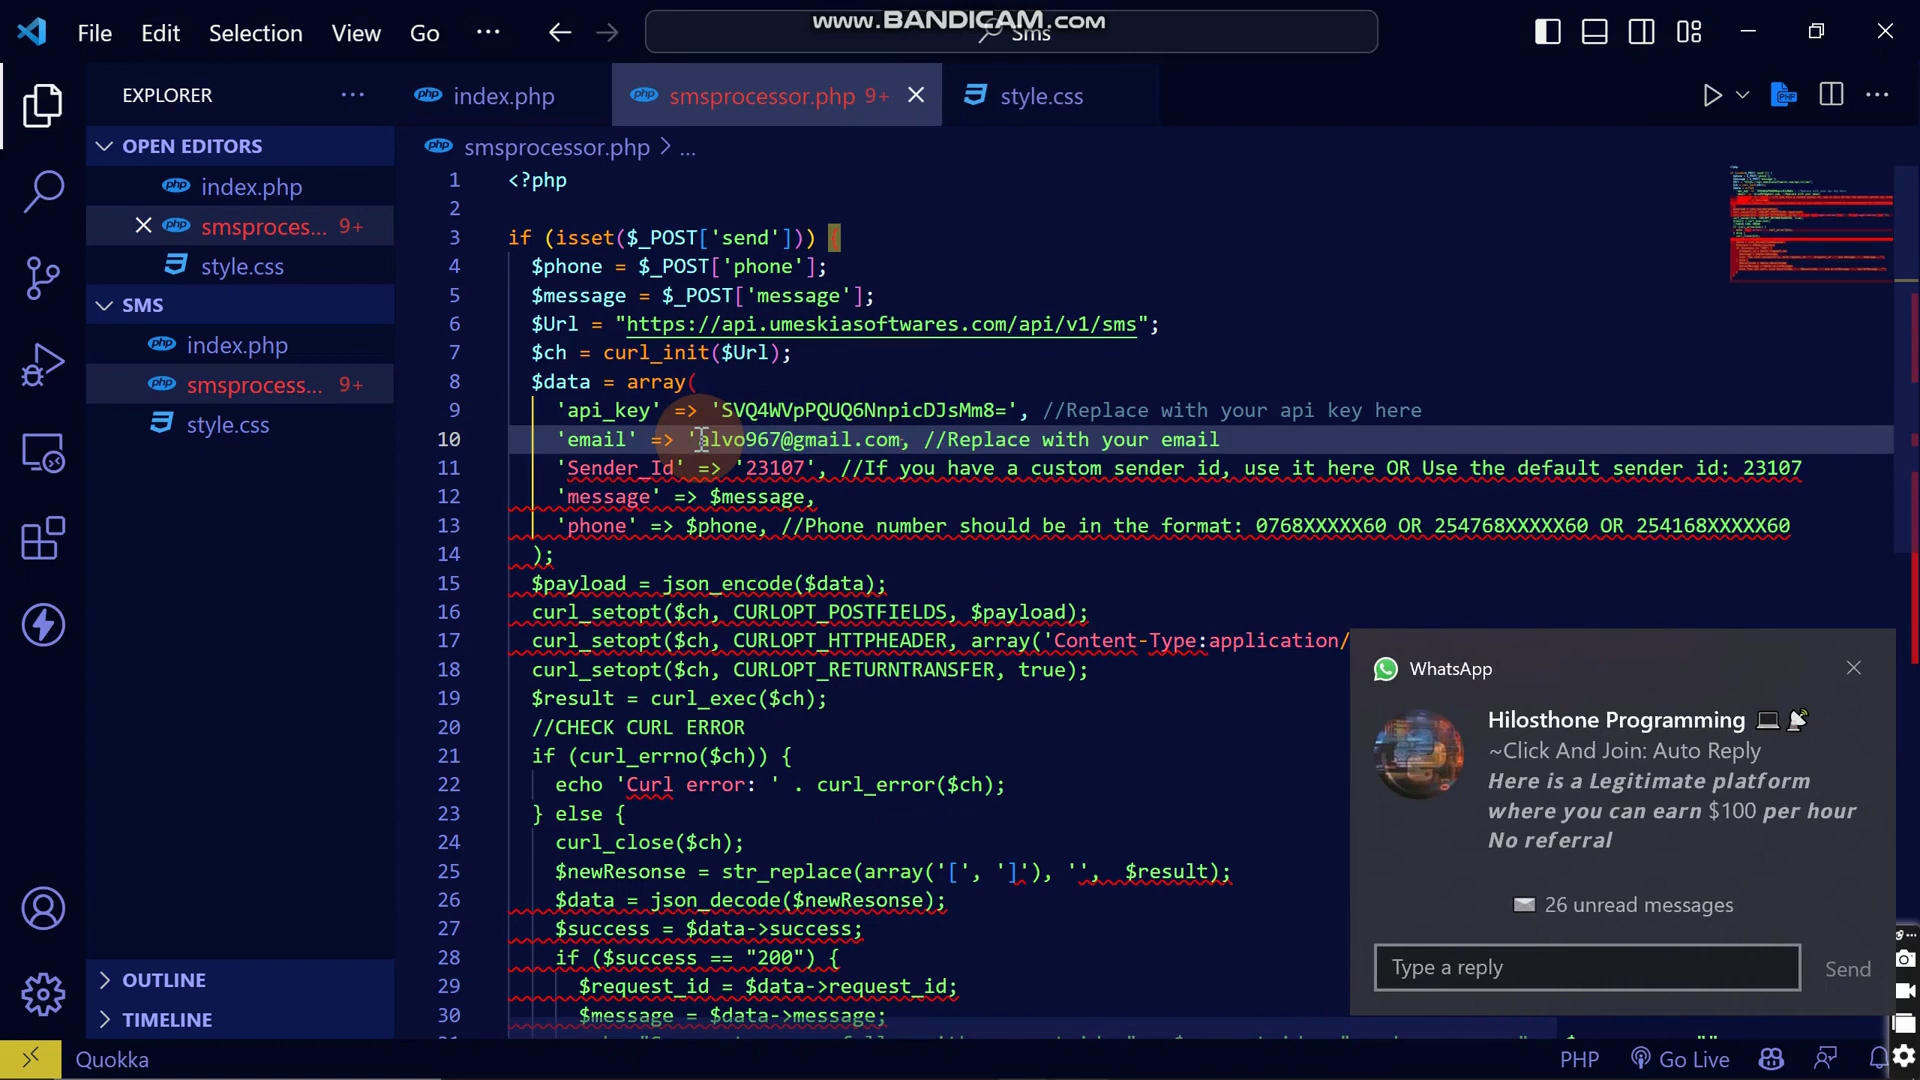 www.BANDICAM.com
File Edit Selection View Go ... Sms
EXPLORER ...
index.php smsprocessor.php 9+ style.css
OPEN EDITORS
index.php
smsproces... 9+
style.css
SMS
index.php
smsprocess... 9+
style.css
smsprocessor.php > ...
1 <?php
2
3 if (isset($_POST['send'])) {
4 $phone = $_POST['phone'];
5 $message = $_POST['message'];
6 $Url = "https://api.umeskiasoftwares.com/api/v1/sms";
7 $ch = curl_init($Url);
8 $data = array(
9 'api_key' => 'SVQ4WVpPQUQ6NnpicDJsMm8=', //Replace with your api key here
10 'email' => 'alvo967@gmail.com, //Replace with your email
11 'Sender_Id' => '23107', //If you have a custom sender id, use it here OR Use the default sender id: 23107
12 'message' => $message,
13 'phone' => $phone, //Phone number should be in the format: 0768XXXXX60 OR 254768XXXXX60 OR 254168XXXXX60
14 );
15 $payload = json_encode($data);
16 curl_setopt($ch, CURLOPT_POSTFIELDS, $payload);
17 curl_setopt($ch, CURLOPT_HTTPHEADER, array('Content-Type:application/
18 curl_setopt($ch, CURLOPT_RETURNTRANSFER, true);
19 $result = curl_exec($ch);
20 //CHECK CURL ERROR
21 if (curl_errno($ch)) {
22 echo 'Curl error: ' . curl_error($ch);
23 } else {
24 curl_close($ch);
25 $newResonse = str_replace(array('[', ']'), '', $result);
26 $data = json_decode($newResonse);
27 $success = $data->success;
28 if ($success == "200") {
29 $request_id = $data->request_id;
30 $message = $data->message;
WhatsApp
Hilosthone Programming
~Click And Join: Auto Reply
Here is a Legitimate platform
where you can earn $100 per hour
No referral
26 unread messages
Type a reply Send
OUTLINE
TIMELINE
Quokka PHP Go Live